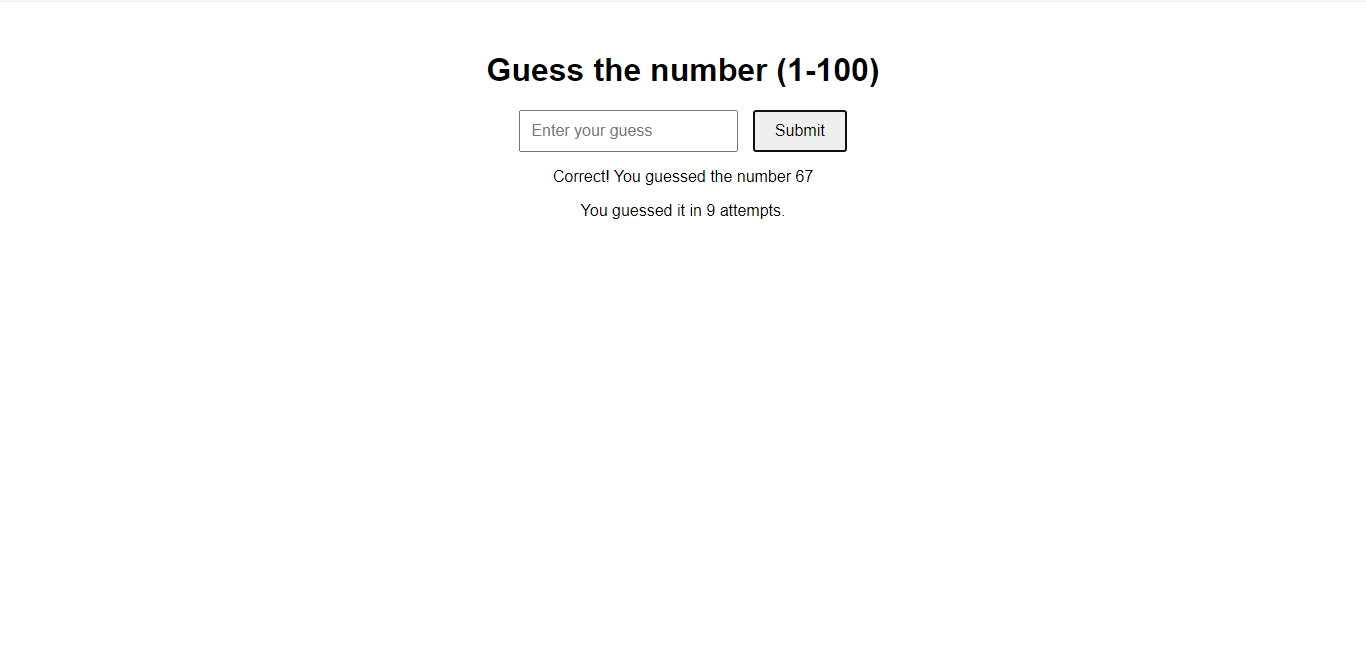 Guess the number (1-100)
Enter your guess
Submit
Correct! You guessed the number 67
You guessed it in 9 attempts.